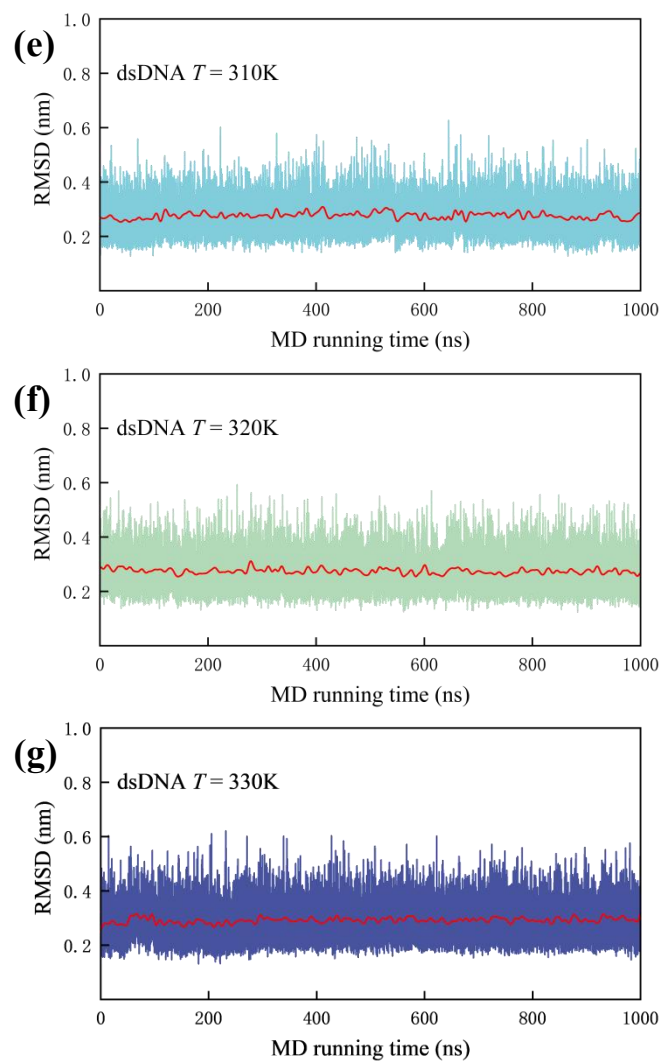 (e)
1.0
dsDNA T = 310K
0.8
0.6
0.4
0.2
RMSD (nm)
0 200 400 600 800 1000
MD running time (ns)
(f)
1.0
dsDNA T = 320K
0.8
0.6
0.4
0.2
RMSD (nm)
0 200 400 600 800 1000
MD running time (ns)
(g)
1.0
dsDNA T = 330K
0.8
0.6
0.4
0.2
RMSD (nm)
0 200 400 600 800 1000
MD running time (ns)